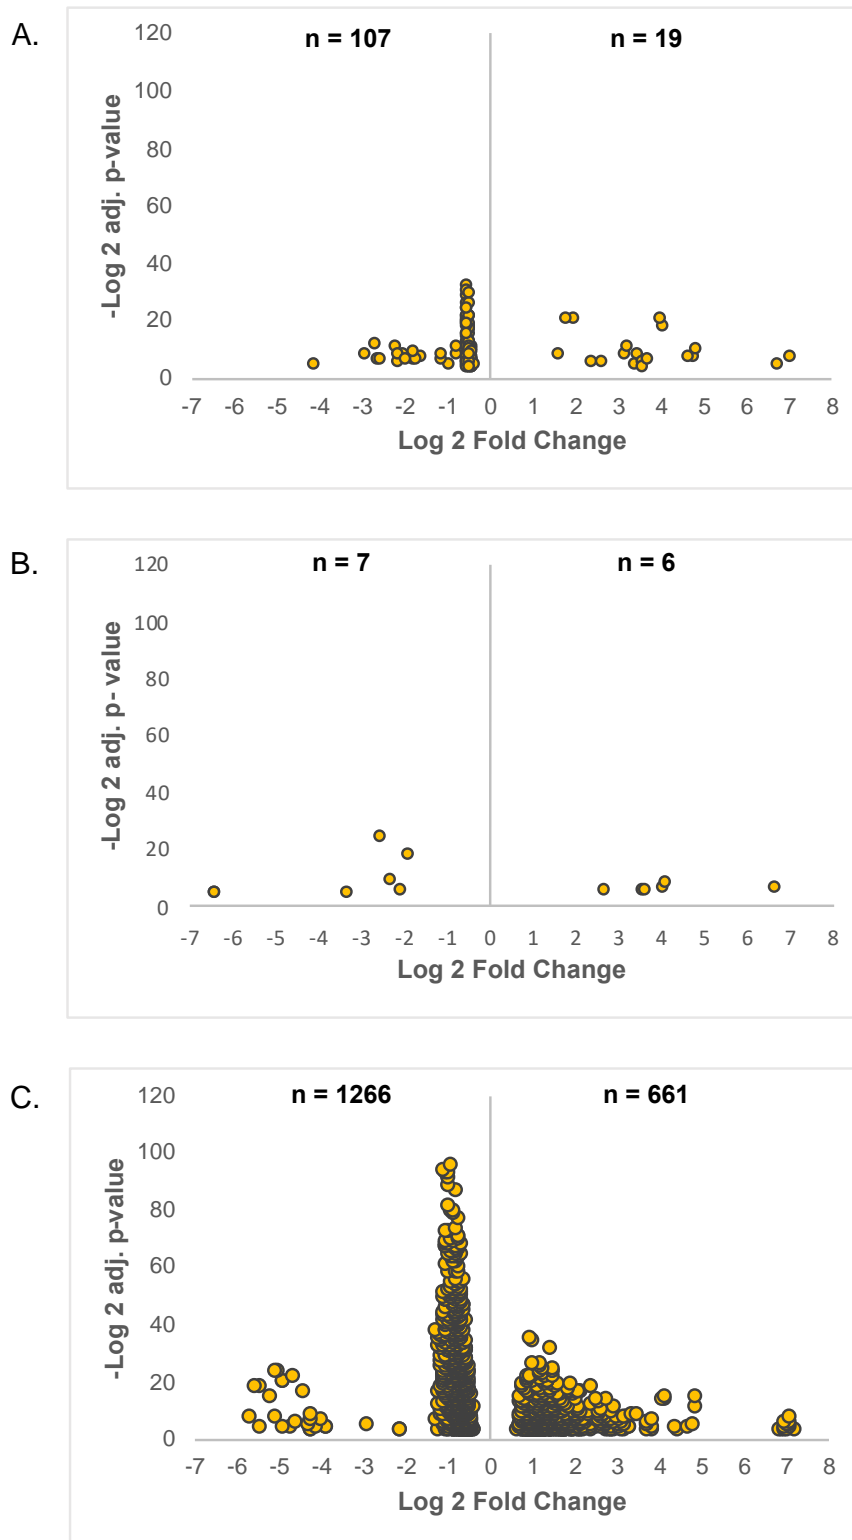 A.
n = 107 n = 19
120
100
80
60
40
20
0
-Log 2 adj. p-value
-7 -6 -5 -4 -3 -2 -1 0 1 2 3 4 5 6 7 8
Log 2 Fold Change
B.
n = 7 n = 6
120
100
80
60
40
20
0
-Log 2 adj. p- value
-7 -6 -5 -4 -3 -2 -1 0 1 2 3 4 5 6 7 8
Log 2 Fold Change
C.
n = 1266 n = 661
120
100
80
60
40
20
0
-Log 2 adj. p-value
-7 -6 -5 -4 -3 -2 -1 0 1 2 3 4 5 6 7 8
Log 2 Fold Change